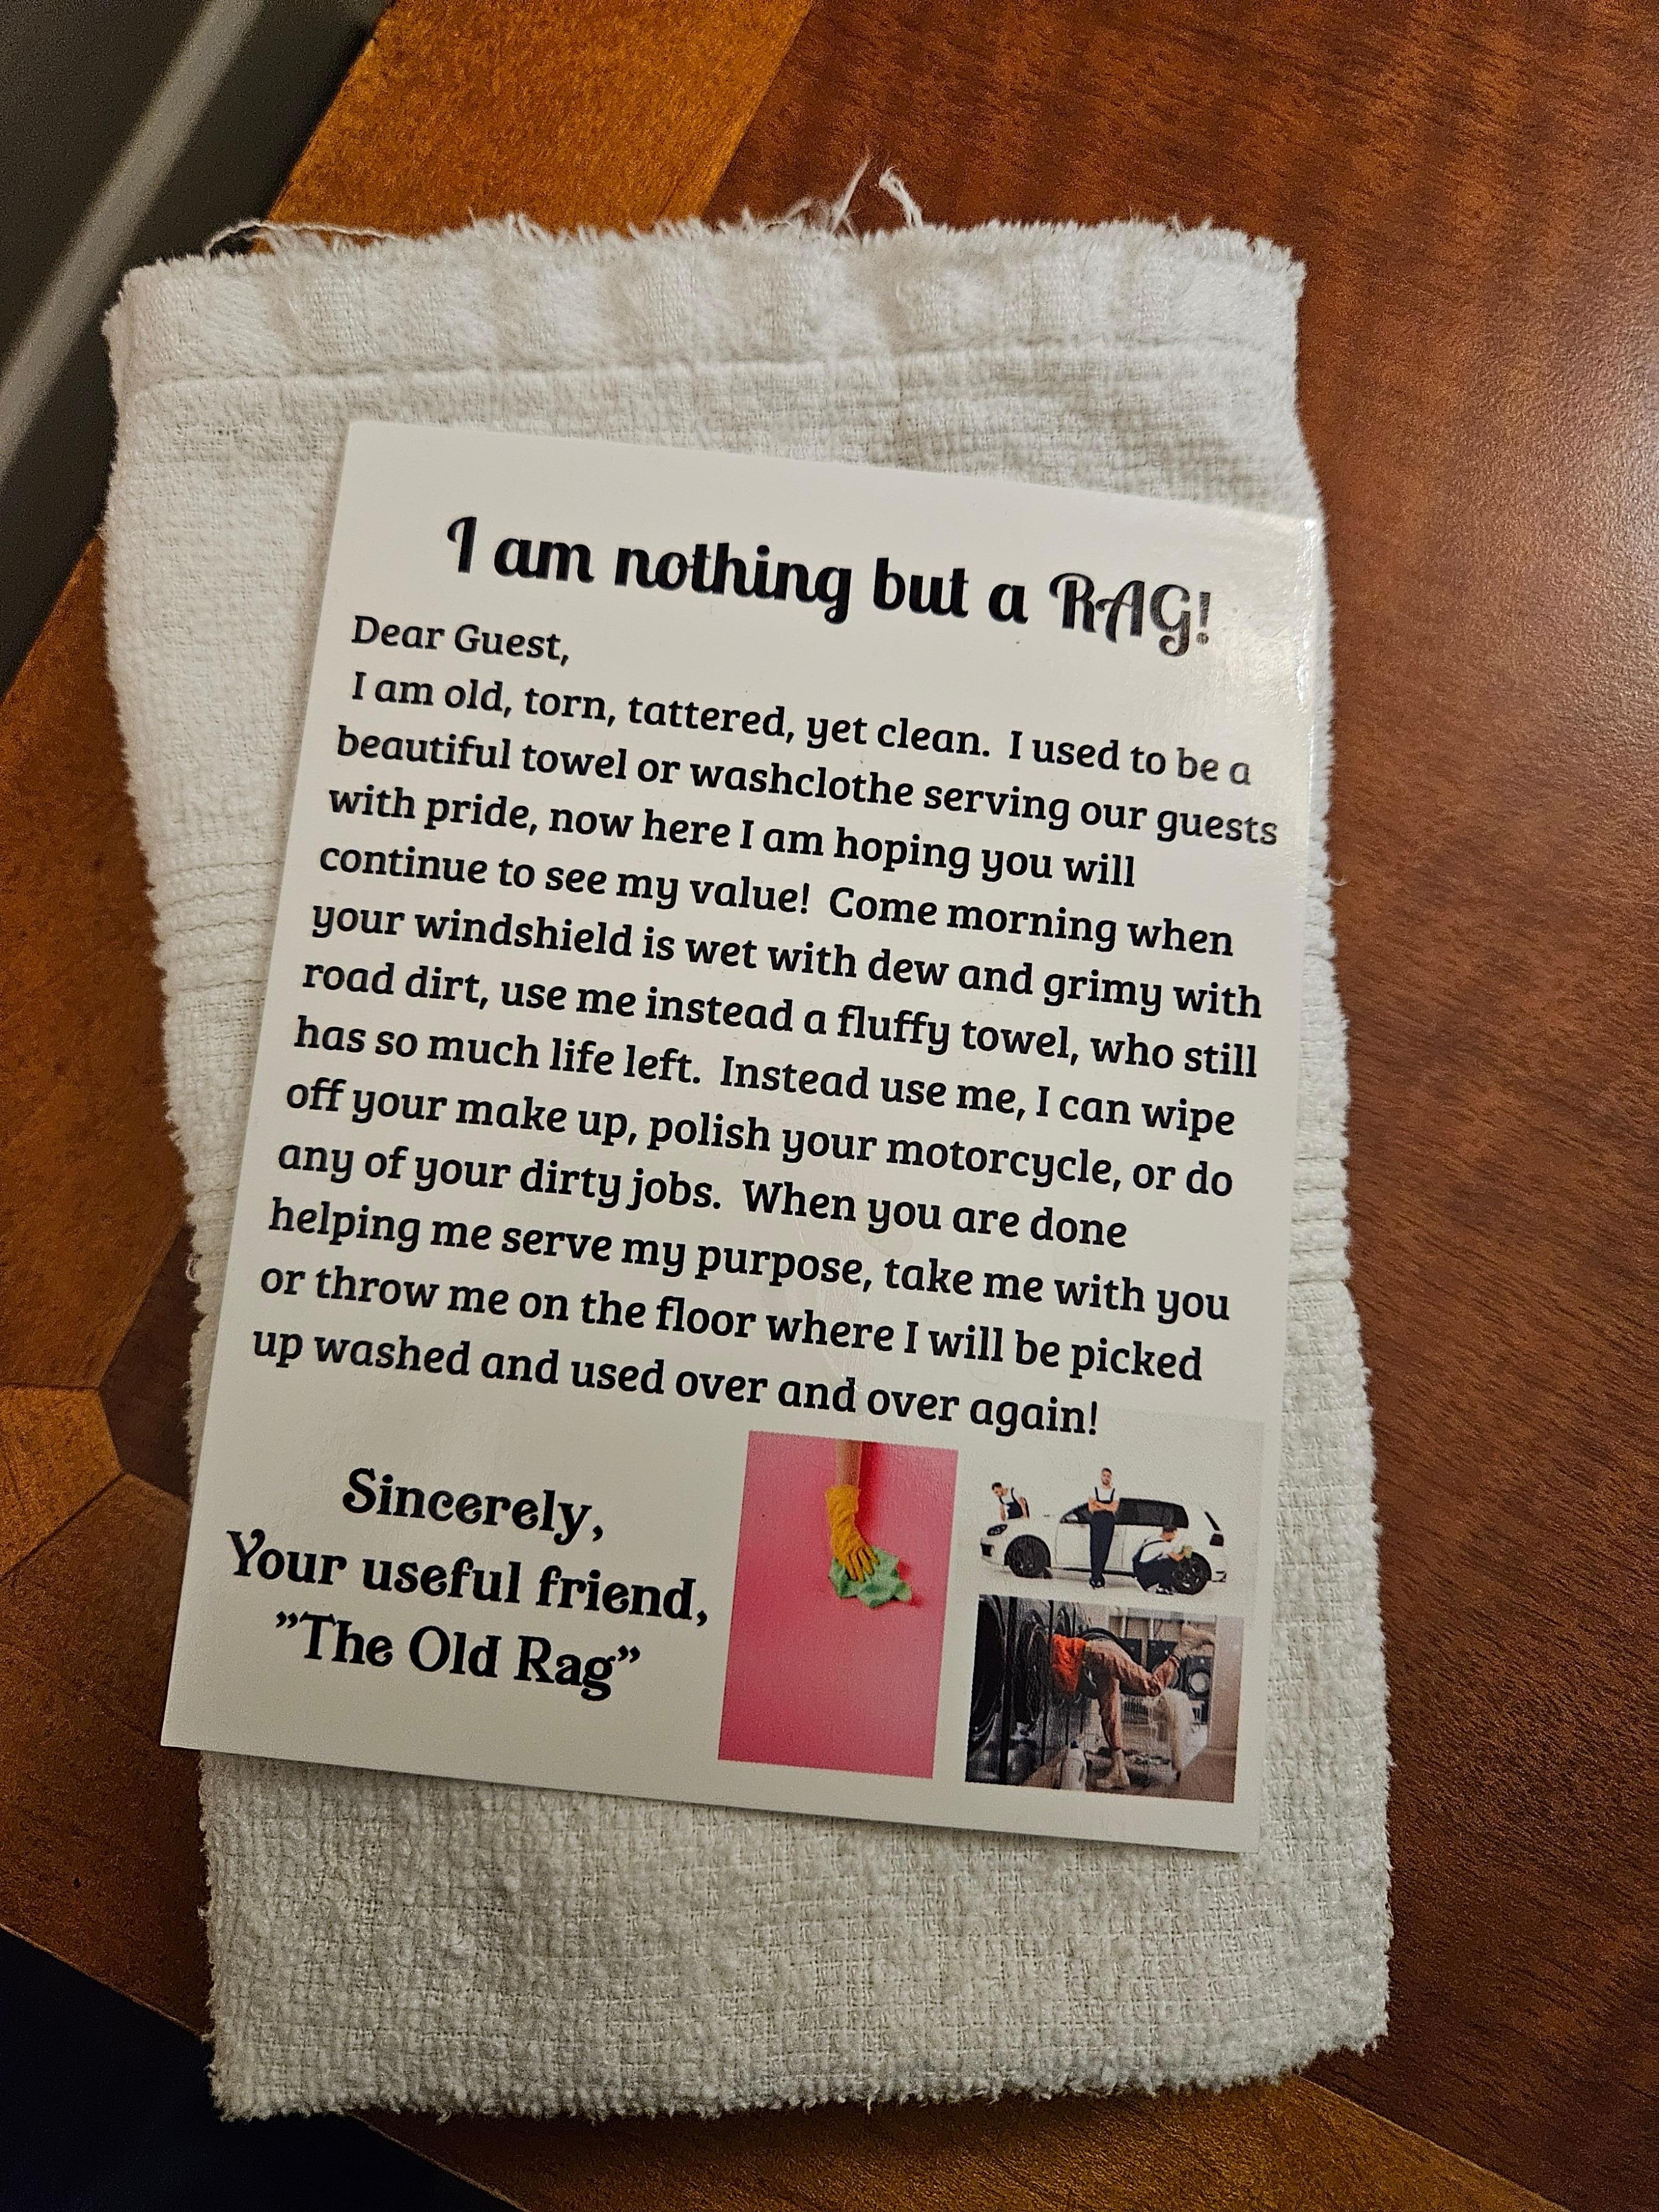 I am nothing but a RAG!
Dear Guest,
I am old, torn, tattered, yet clean. I used to be a
beautiful towel or washclothe serving our guests
with pride, now here I am hoping you will
continue to see my value! Come morning when
your windshield is wet with dew and grimy with
road dirt, use me instead a fluffy towel, who still
has so much life left. Instead use me, I can wipe
off your make up, polish your motorcycle, or do
any of your dirty jobs. When you are done
helping me serve my purpose, take me with you
or throw me on the floor where I will be picked
up washed and used over and over again!
Sincerely,
Your useful friend,
”The Old Rag”